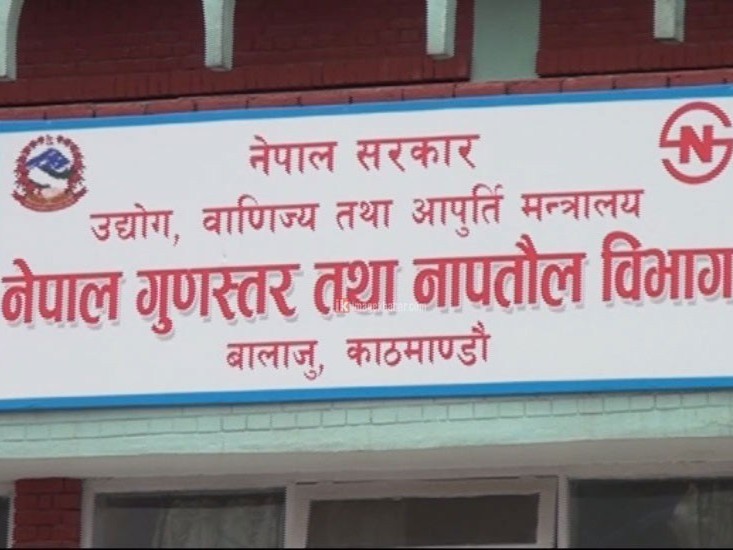 नेपाल सरकार
उद्योग, वाणिज्य तथा आपुर्ति मन्त्रालय
नेपाल गुणस्तर तथा नापतौल विभाग
बालाजु, काठमाण्डौ
N